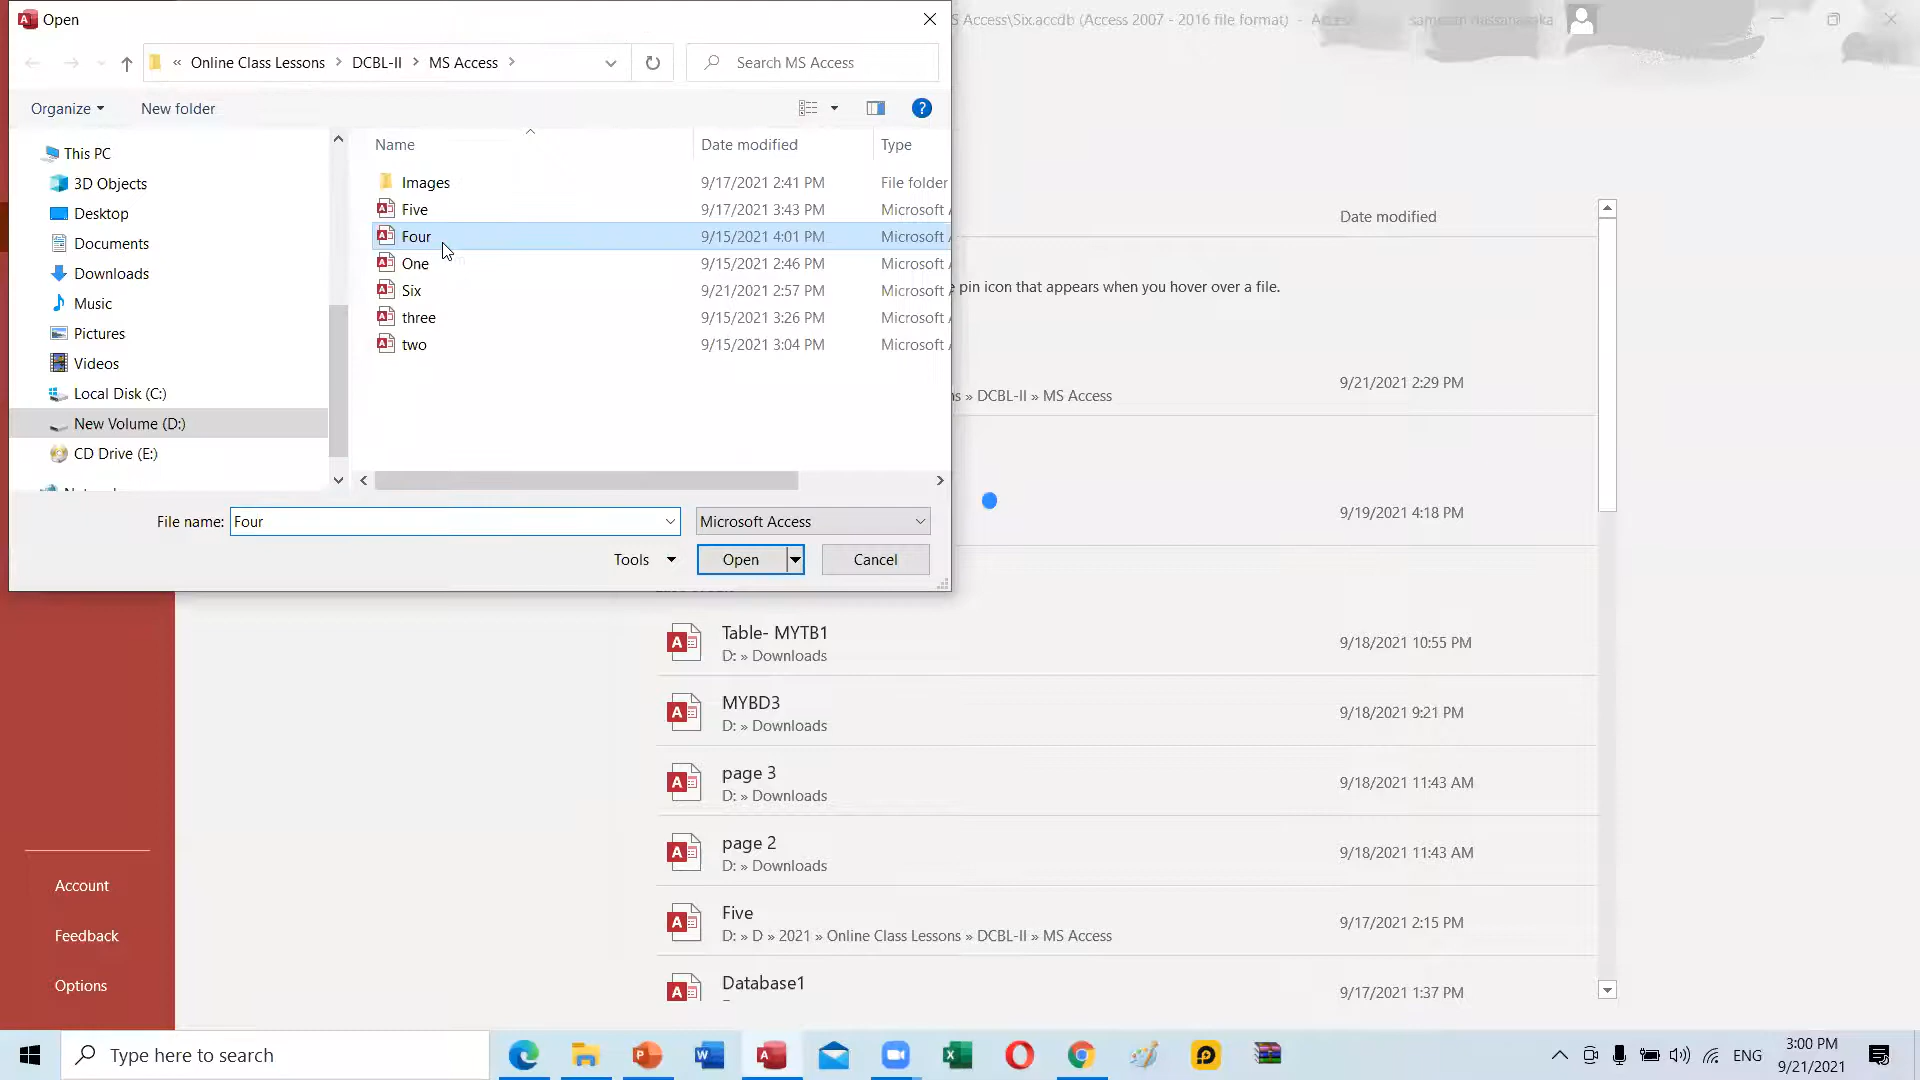 Open
S Access\Six.accdb (Access 2007 - 2016 file format) -
« Online Class Lessons > DCBL-II > MS Access >
Search MS Access
Organize
New folder
Name
Date modified
Type
This PC
3D Objects
Desktop
Documents
Downloads
Music
Pictures
Videos
Local Disk (C:)
New Volume (D:)
CD Drive (E:)
Images 9/17/2021 2:41 PM File folder
Five 9/17/2021 3:43 PM Microsoft
Four 9/15/2021 4:01 PM Microsoft
One 9/15/2021 2:46 PM Microsoft
Six 9/21/2021 2:57 PM Microsoft
three 9/15/2021 3:26 PM Microsoft
two 9/15/2021 3:04 PM Microsoft
File name: Four
Microsoft Access
Tools
Open
Cancel
Date modified
pin icon that appears when you hover over a file.
9/21/2021 2:29 PM
» DCBL-II » MS Access
9/19/2021 4:18 PM
Table- MYTB1
D: » Downloads
9/18/2021 10:55 PM
MYBD3
D: » Downloads
9/18/2021 9:21 PM
page 3
D: » Downloads
9/18/2021 11:43 AM
page 2
D: » Downloads
9/18/2021 11:43 AM
Five
D: » D » 2021 » Online Class Lessons » DCBL-II » MS Access
9/17/2021 2:15 PM
Database1
9/17/2021 1:37 PM
Account
Feedback
Options
Type here to search
ENG
3:00 PM
9/21/2021